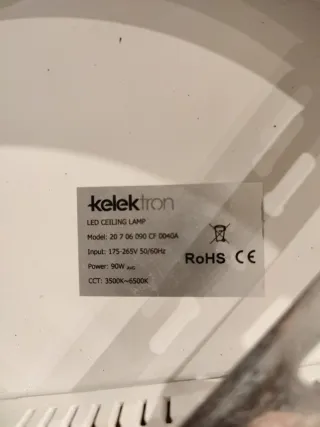 kelektron
LED CEILING LAMP
Model: 20 7 06 090 CF 004GA
Input: 175-265V 50/60Hz
Power: 90W
CCT: 3500K~6500K
RoHS CE